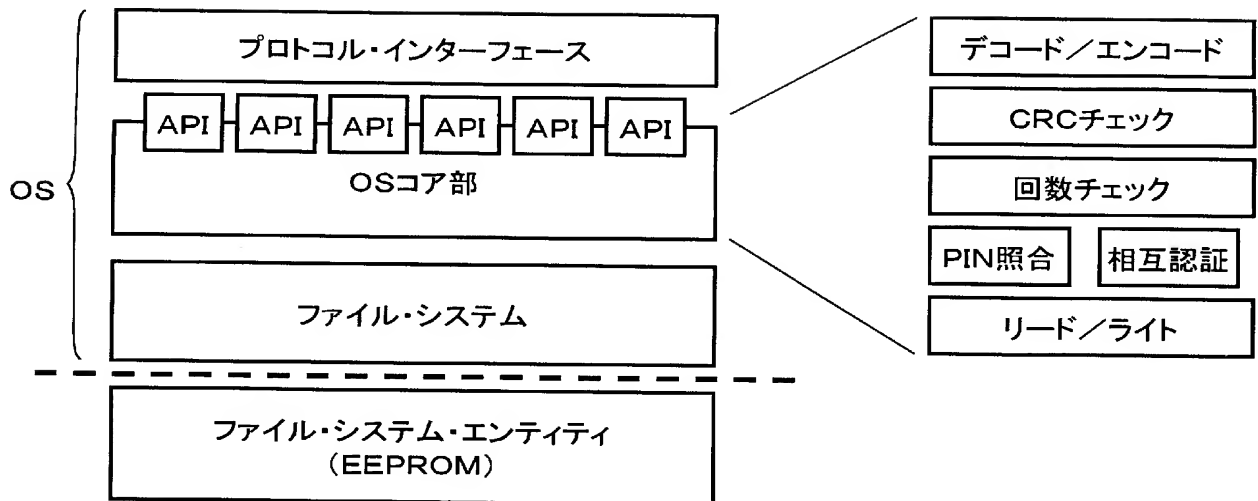 プロトコル・インターフェース
API API API API API API
OSコア部
OS
ファイル・システム
ファイル・システム・エンティティ
(EEPROM)
デコード/エンコード
CRCチェック
回数チェック
PIN照合 相互認証
リード/ライト